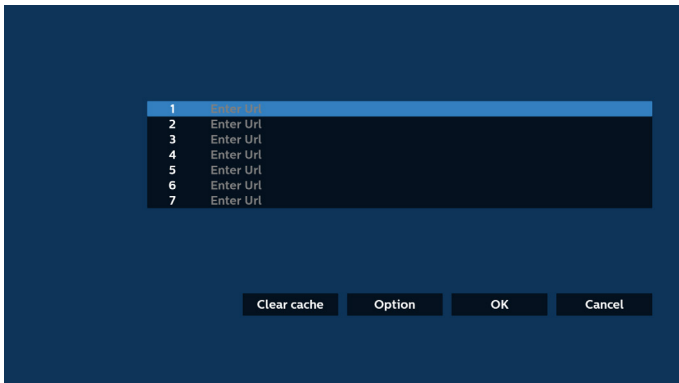 1 Enter Url
2 Enter Url
3 Enter Url
4 Enter Url
5 Enter Url
6 Enter Url
7 Enter Url
Clear cache Option OK Cancel